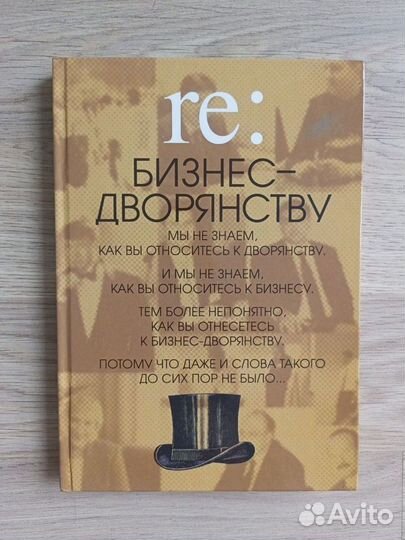 re:
БИЗНЕС–
ДВОРЯНСТВУ
МЫ НЕ ЗНАЕМ,
КАК ВЫ ОТНОСИТЕСЬ К ДВОРЯНСТВУ.
И МЫ НЕ ЗНАЕМ,
КАК ВЫ ОТНОСИТЕСЬ К БИЗНЕСУ.
ТЕМ БОЛЕЕ НЕПОНЯТНО,
КАК ВЫ ОТНЕСЕТЕСЬ
К БИЗНЕС-ДВОРЯНСТВУ.
ПОТОМУ ЧТО ДАЖЕ И СЛОВА ТАКОГО
ДО СИХ ПОР НЕ БЫЛО...
Avito